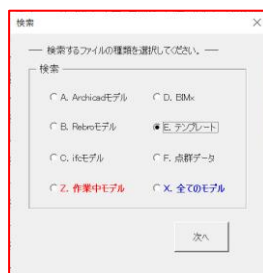 検索
検索するファイルの種類を選択してください。
検索
A. Archicadモデル
D. BIMx
B. Rebroモデル
E. テンプレート
C. ifcモデル
F. 点群データ
Z. 作業中モデル
X. 全てのモデル
次へ